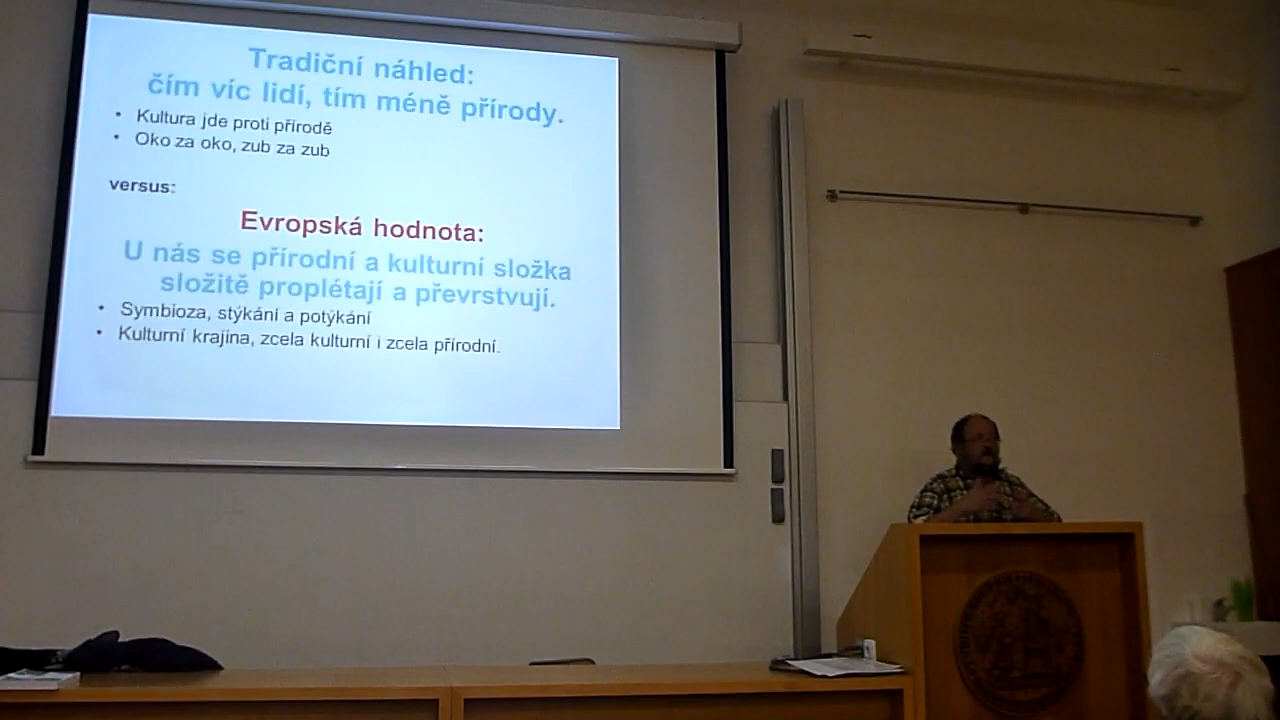 Tradiční náhled:
čím víc lidí, tím méně přírody.
• Kultura jde proti přírodě
• Oko za oko, zub za zub
versus:
Evropská hodnota:
U nás se přírodní a kulturní složka
složitě proplétají a převrstvují.
• Symbioza, stýkání a potýkání
• Kulturní krajina, zcela kulturní i zcela přírodní.